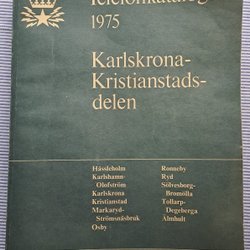 Telefonkatalog
1975
Karlskrona-
Kristianstads-
delen
Hässleholm
Karlshamn-
Olofström
Karlskrona
Kristianstad
Markaryd-
Strömsnäsbruk
Osby
Ronneby
Ryd
Sölvesborg-
Bromölla
Tollarp-
Degeberga
Älmhult